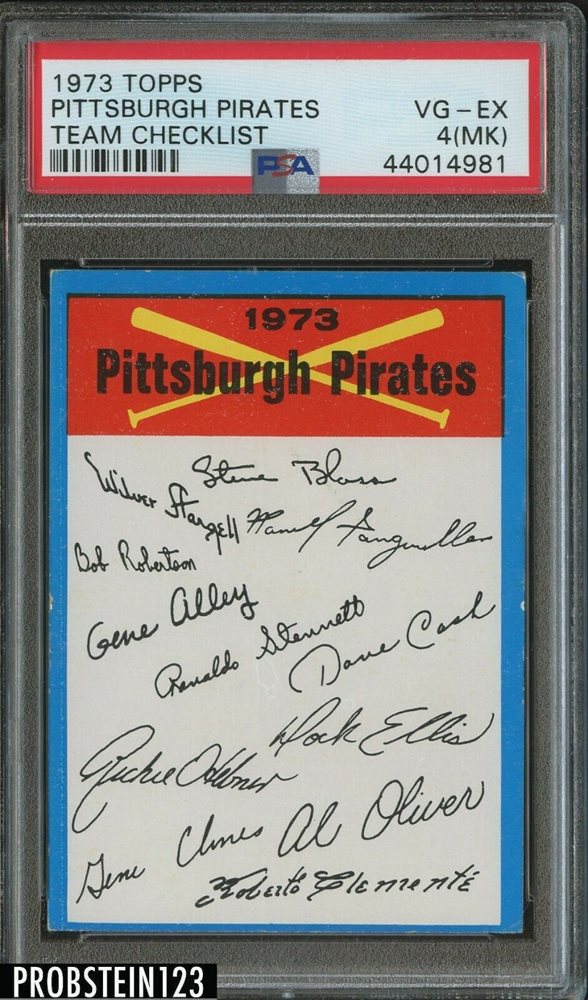 1973 TOPPS
PITTSBURGH PIRATES VG-EX
TEAM CHECKLIST 4(MK)
PSA 44014981
1973
Pittsburgh Pirates
Steve Blass
Wilver Stargell
Manuel Sanguillen
Bob Robertson
Gene Alley
Renaldo Stennett
Dave Cash
Dock Ellis
Richie Hebner
Gene Clines
Al Oliver
Roberto Clemente
PROBSTEIN123